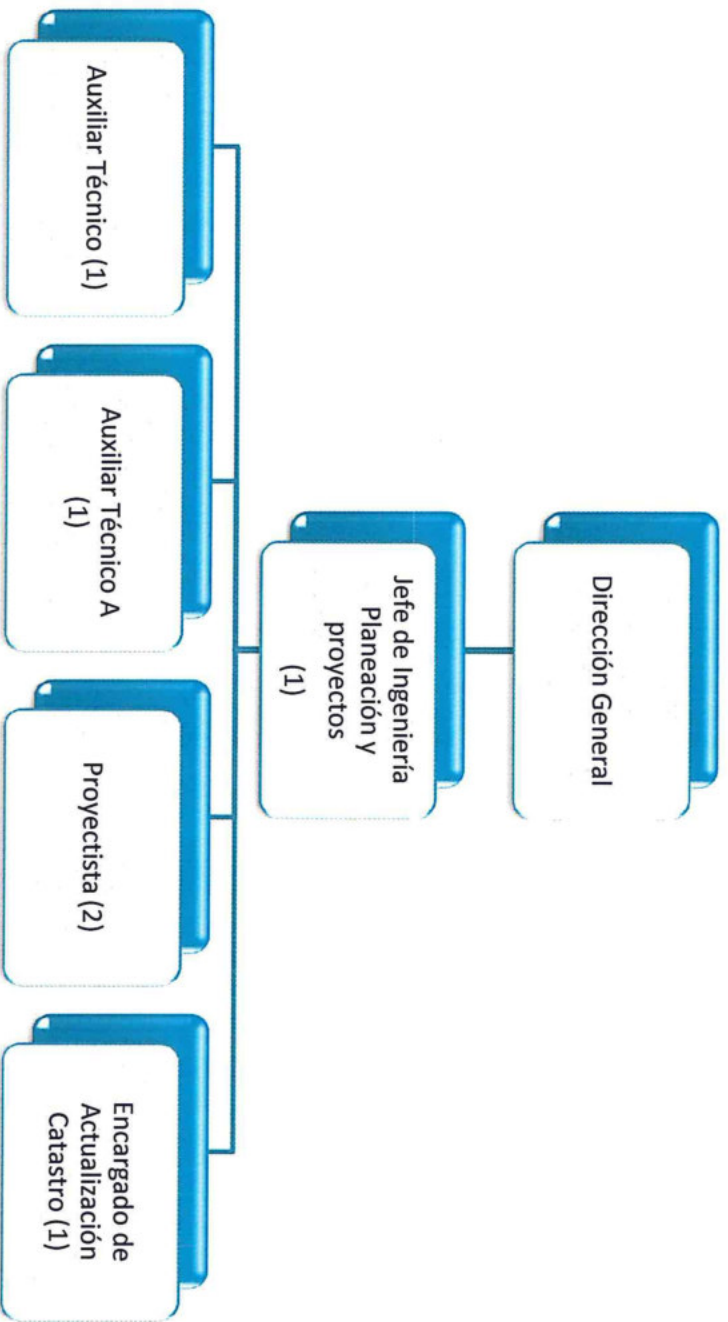 Dirección General
Jefe de Ingeniería
Planeación y
proyectos
(1)
Auxiliar Técnico (1)
Auxiliar Técnico A
(1)
Proyectista (2)
Encargado de
Actualización
Catastro (1)